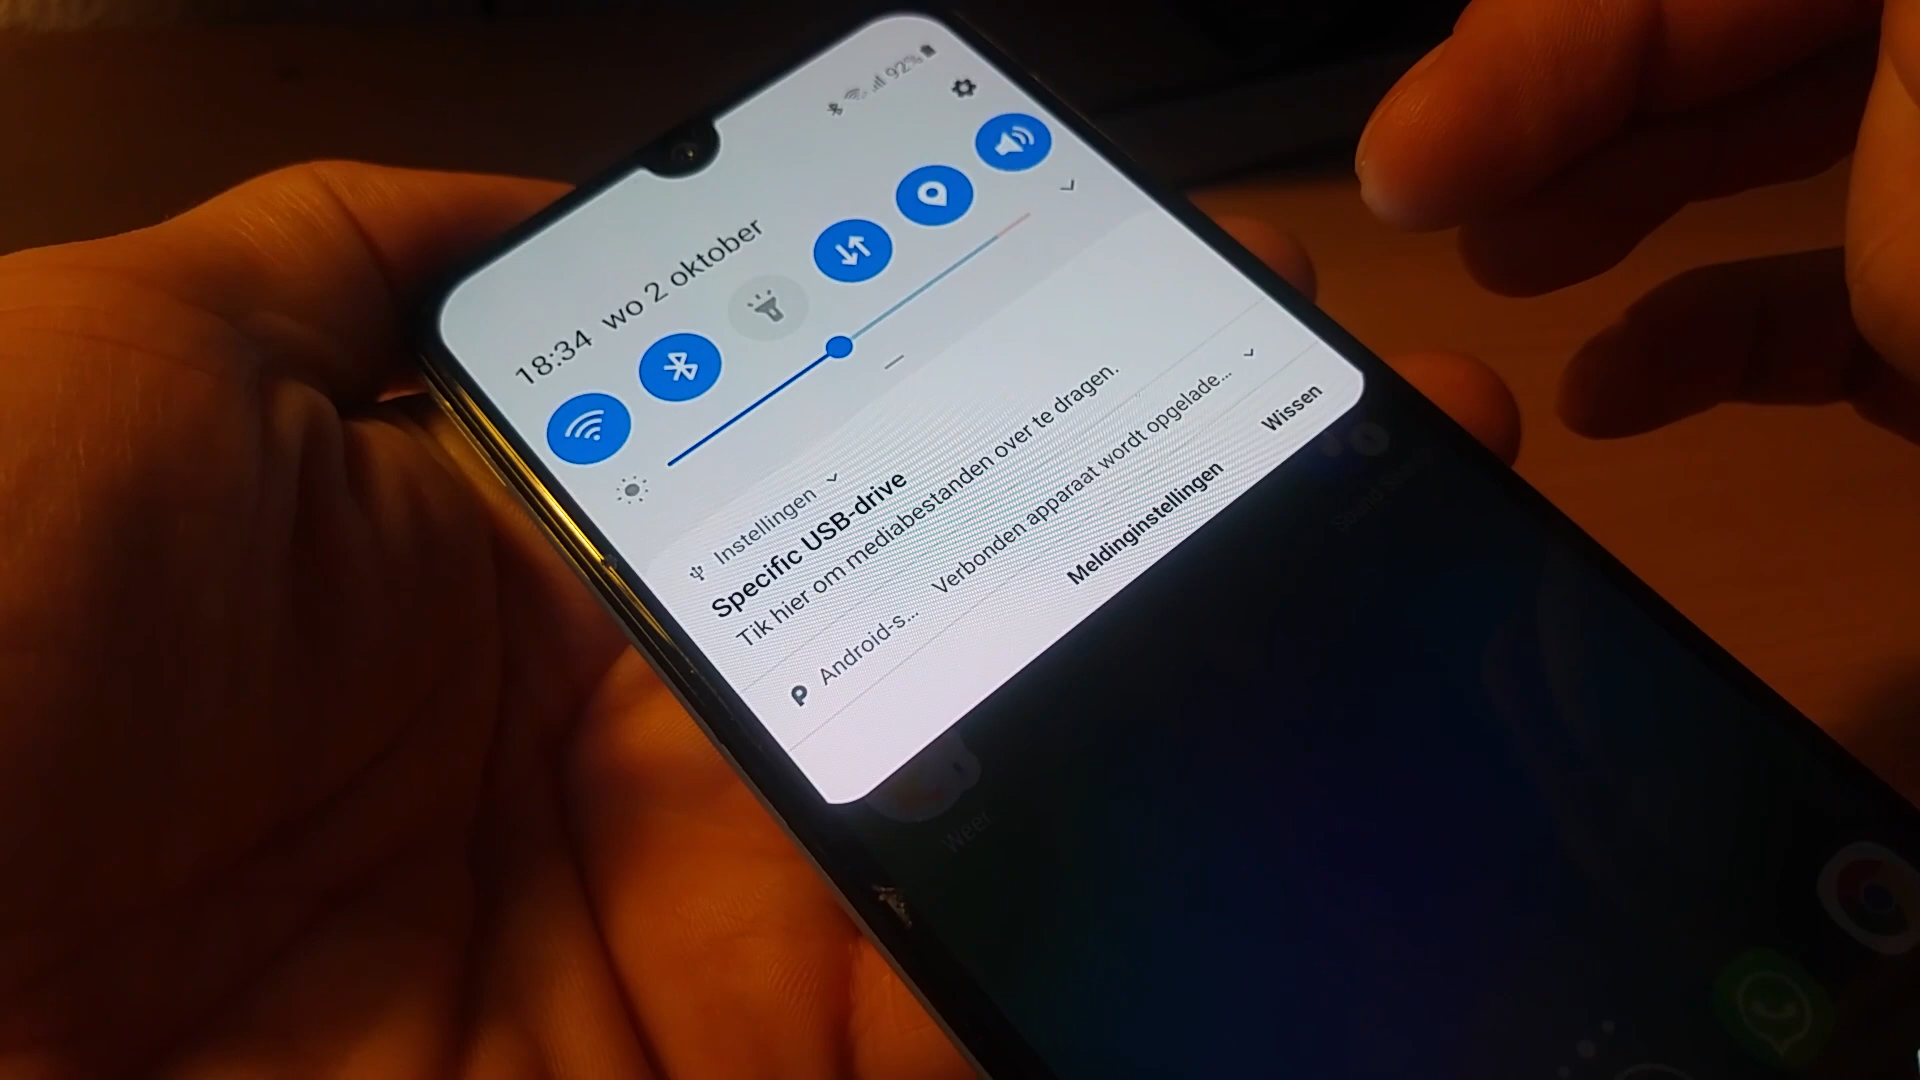 92%
18:34 wo 2 oktober
Instellingen
Specific USB-drive
Tik hier om mediabestanden over te dragen.
Android-s... Verbonden apparaat wordt opgelade...
Meldinginstellingen Wissen
Weer